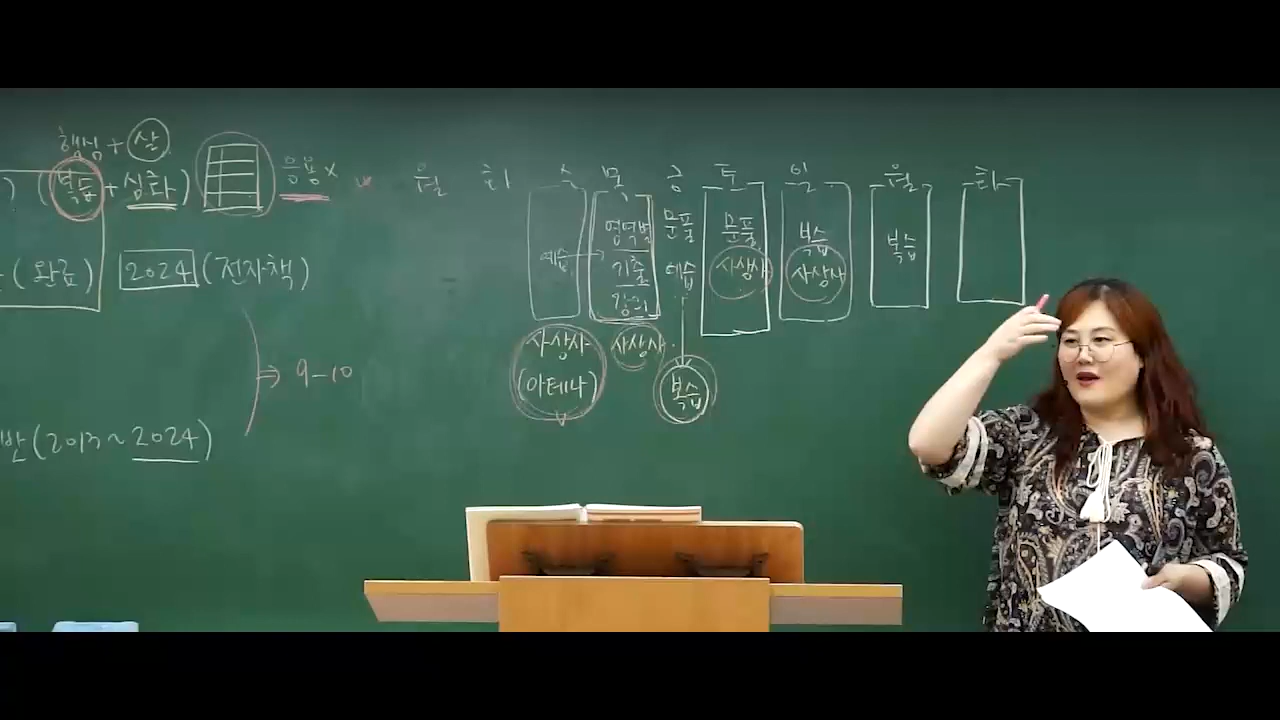 핵심 + 살
(복습 + 심화) 응용 x
(완료) 2024 (전자책)
⇒ 9-10
반 (2013 ~ 2024)
월 화 수 목 금 토 일 월 화
예습 → 영역별 기출 강의
문풀 예습
문풀 사상사
복습 사상사
복습
사상사 (아테나)
사상사
복습